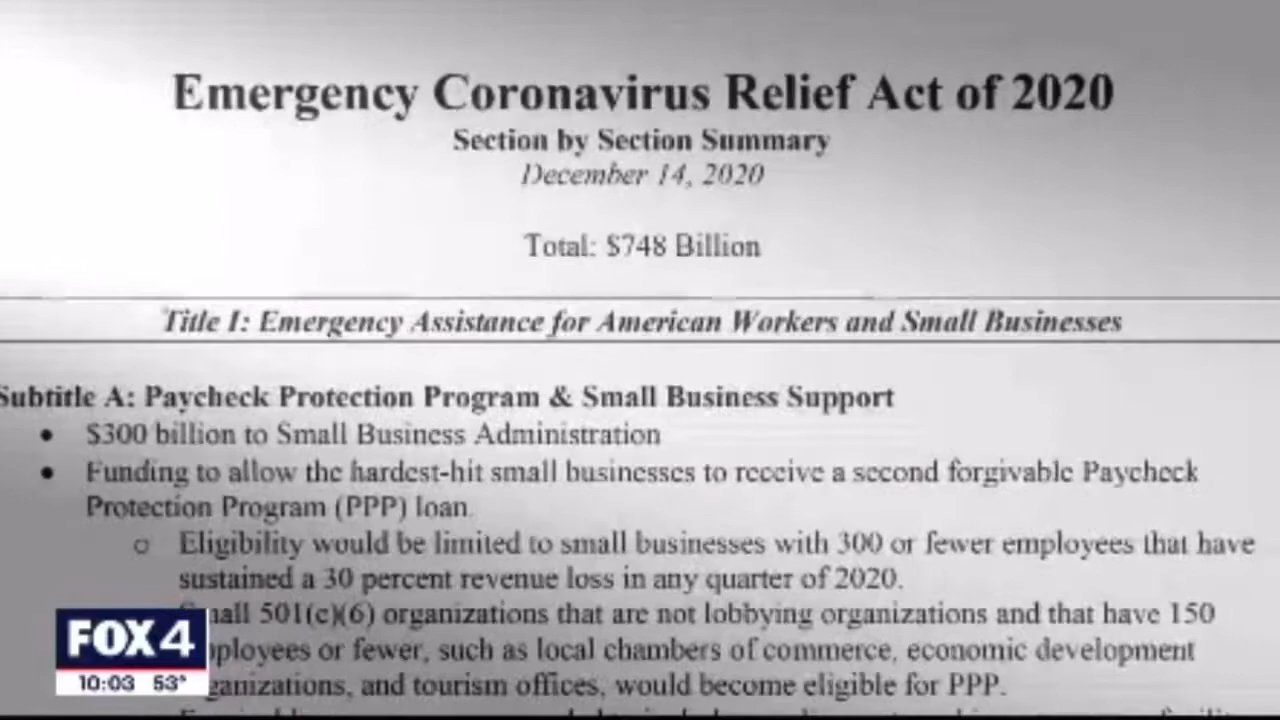 Emergency Coronavirus Relief Act of 2020
Section by Section Summary
December 14, 2020
Total: $748 Billion
Title I: Emergency Assistance for American Workers and Small Businesses
Subtitle A: Paycheck Protection Program & Small Business Support
• $300 billion to Small Business Administration
• Funding to allow the hardest-hit small businesses to receive a second forgivable Paycheck
Protection Program (PPP) loan.
o Eligibility would be limited to small businesses with 300 or fewer employees that have
sustained a 30 percent revenue loss in any quarter of 2020.
501(c)(6) organizations that are not lobbying organizations and that have 150
or fewer, such as local chambers of commerce, economic development
and tourism offices, would become eligible for PPP.
FOX 4
10:03 53°